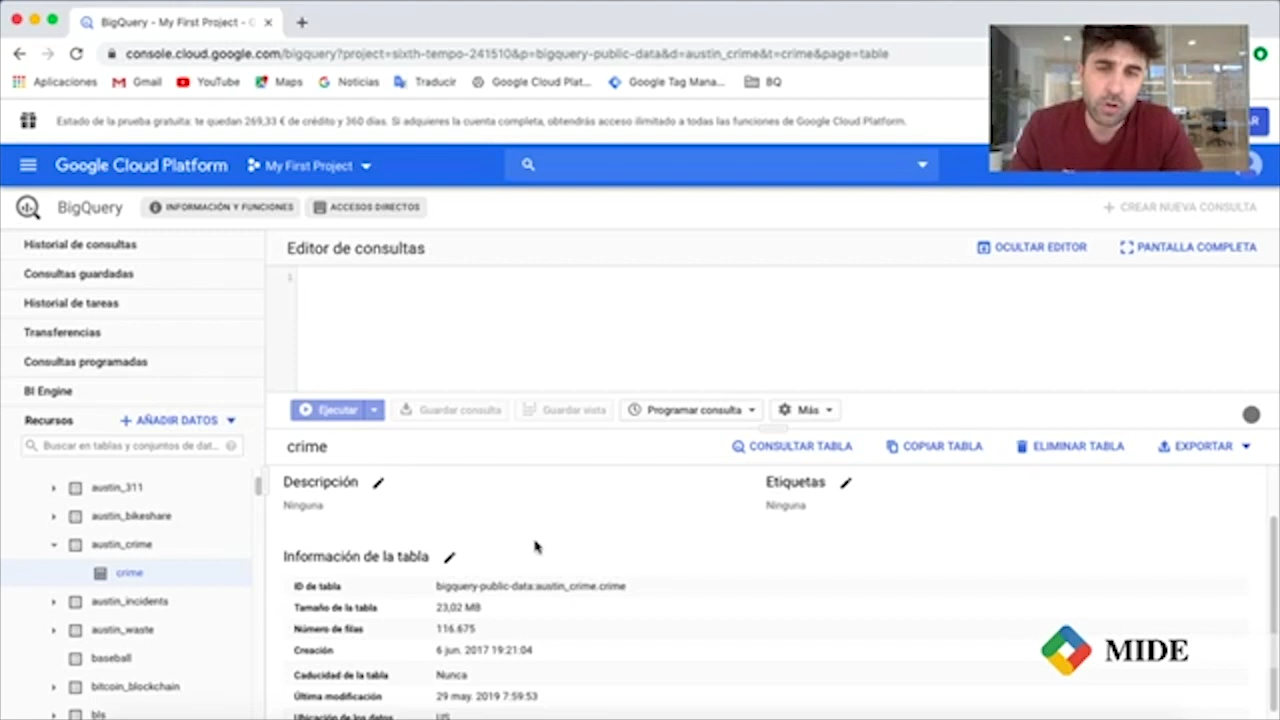 BigQuery - My First Project - G
console.cloud.google.com/bigquery?project=sixth-tempo-241510&p=bigquery-public-data&d=austin_crime&t=crime&page=table
Aplicaciones Gmail YouTube Maps Noticias Traducir Google Cloud Plat... Google Tag Mana... BQ
Estado de la prueba gratuita: te quedan 269,33 € de crédito y 360 días. Si adquieres la cuenta completa, obtendrás acceso ilimitado a todas las funciones de Google Cloud Platform.
Google Cloud Platform My First Project
BigQuery INFORMACIÓN Y FUNCIONES ACCESOS DIRECTOS + CREAR NUEVA CONSULTA
Historial de consultas
Consultas guardadas
Historial de tareas
Transferencias
Consultas programadas
BI Engine
Recursos + AÑADIR DATOS
Buscar en tablas y conjuntos de dat...
austin_311
austin_bikeshare
austin_crime
crime
austin_incidents
austin_waste
baseball
bitcoin_blockchain
bls
Editor de consultas OCULTAR EDITOR PANTALLA COMPLETA
1
Ejecutar Guardar consulta Guardar vista Programar consulta Más
crime CONSULTAR TABLA COPIAR TABLA ELIMINAR TABLA EXPORTAR
Descripción Etiquetas
Ninguna Ninguna
Información de la tabla
ID de tabla bigquery-public-data:austin_crime.crime
Tamaño de la tabla 23,02 MB
Número de filas 116.675
Creación 6 jun. 2017 19:21:04
Caducidad de la tabla Nunca
Última modificación 29 may. 2019 7:59:53
Ubicación de los datos US
MIDE